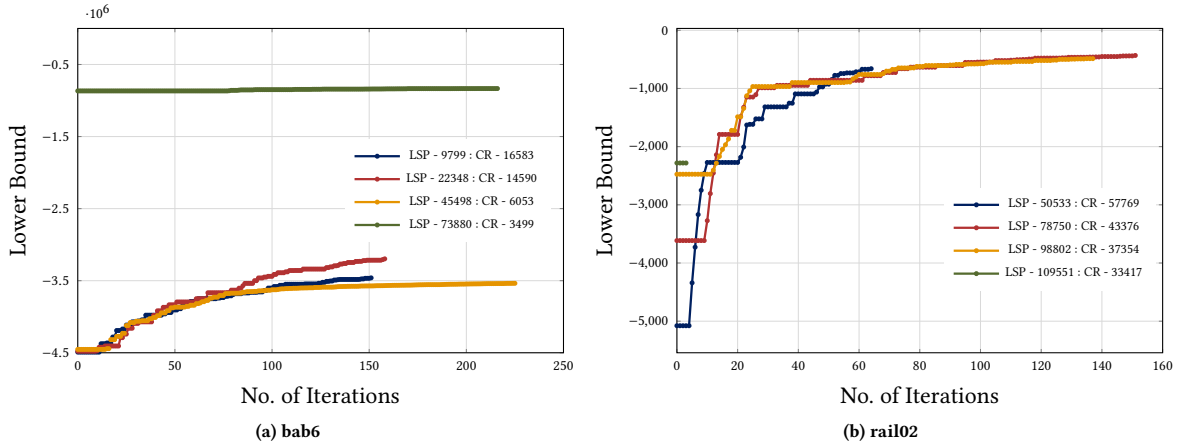 ·10⁶
−0.5
−1.5
−2.5
−3.5
−4.5
0
50
100
150
200
250
Lower Bound
No. of Iterations
LSP - 9799 : CR - 16583
LSP - 22348 : CR - 14590
LSP - 45498 : CR - 6053
LSP - 73880 : CR - 3499
(a) bab6
0
−1,000
−2,000
−3,000
−4,000
−5,000
0
20
40
60
80
100
120
140
160
Lower Bound
No. of Iterations
LSP - 50533 : CR - 57769
LSP - 78750 : CR - 43376
LSP - 98802 : CR - 37354
LSP - 109551 : CR - 33417
(b) rail02